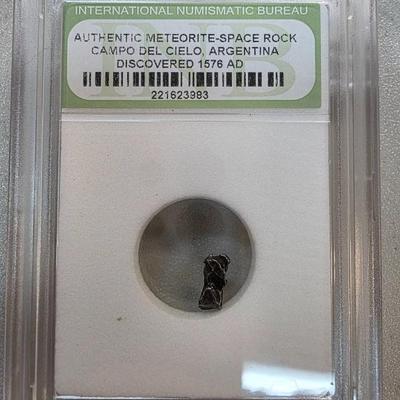 INTERNATIONAL NUMISMATIC BUREAU
AUTHENTIC METEORITE-SPACE ROCK
CAMPO DEL CIELO, ARGENTINA
DISCOVERED 1576 AD
221623983